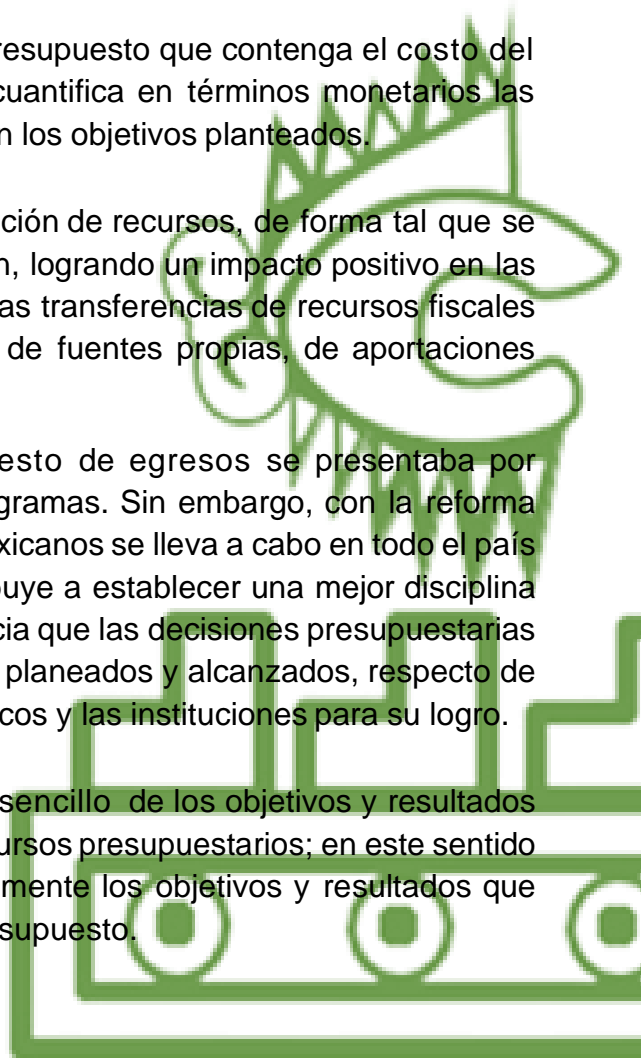 resupuesto que contenga el costo del
cuantifica en términos monetarios las
n los objetivos planteados.
ción de recursos, de forma tal que se
n, logrando un impacto positivo en las
as transferencias de recursos fiscales
de fuentes propias, de aportaciones
esto de egresos se presentaba por
gramas. Sin embargo, con la reforma
exicanos se lleva a cabo en todo el país
buye a establecer una mejor disciplina
cia que las decisiones presupuestarias
planeados y alcanzados, respecto de
cos y las instituciones para su logro.
sencillo de los objetivos y resultados
ursos presupuestarios; en este sentido
mente los objetivos y resultados que
supuesto.